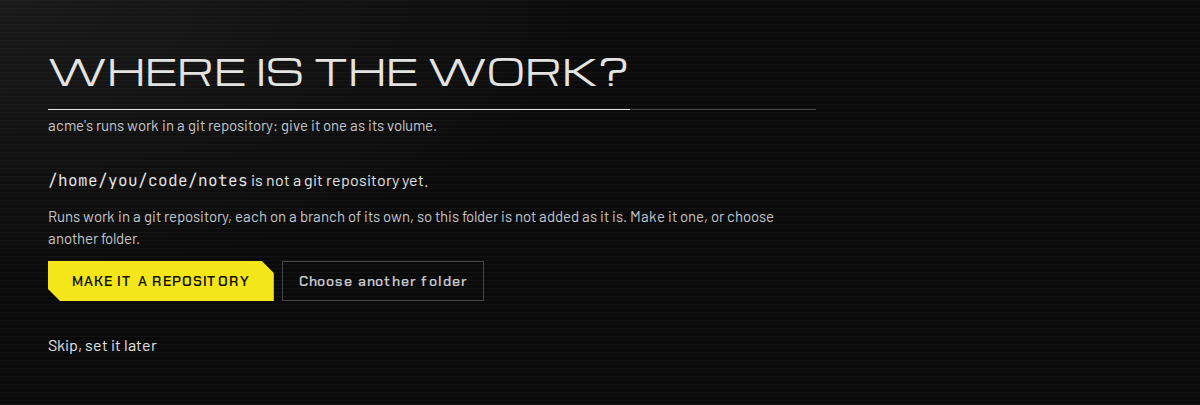 WHERE IS THE WORK?
acme's runs work in a git repository: give it one as its volume.
/home/you/code/notes is not a git repository yet.
Runs work in a git repository, each on a branch of its own, so this folder is not added as it is. Make it one, or choose
another folder.
MAKE IT A REPOSITORY
Choose another folder
Skip, set it later